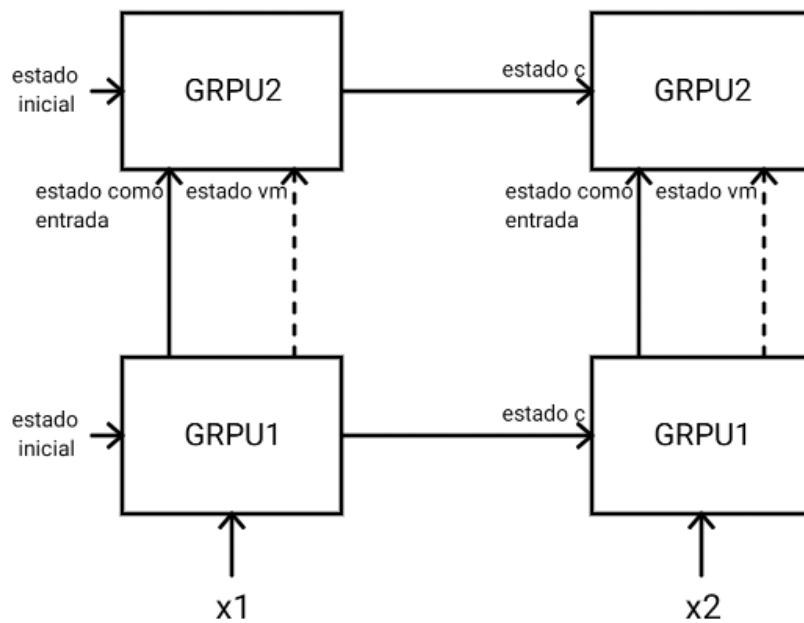 estado
inicial
GRPU2
estado c
GRPU2
estado como
entrada
estado vm
estado como
entrada
estado vm
estado
inicial
GRPU1
estado c
GRPU1
x1
x2